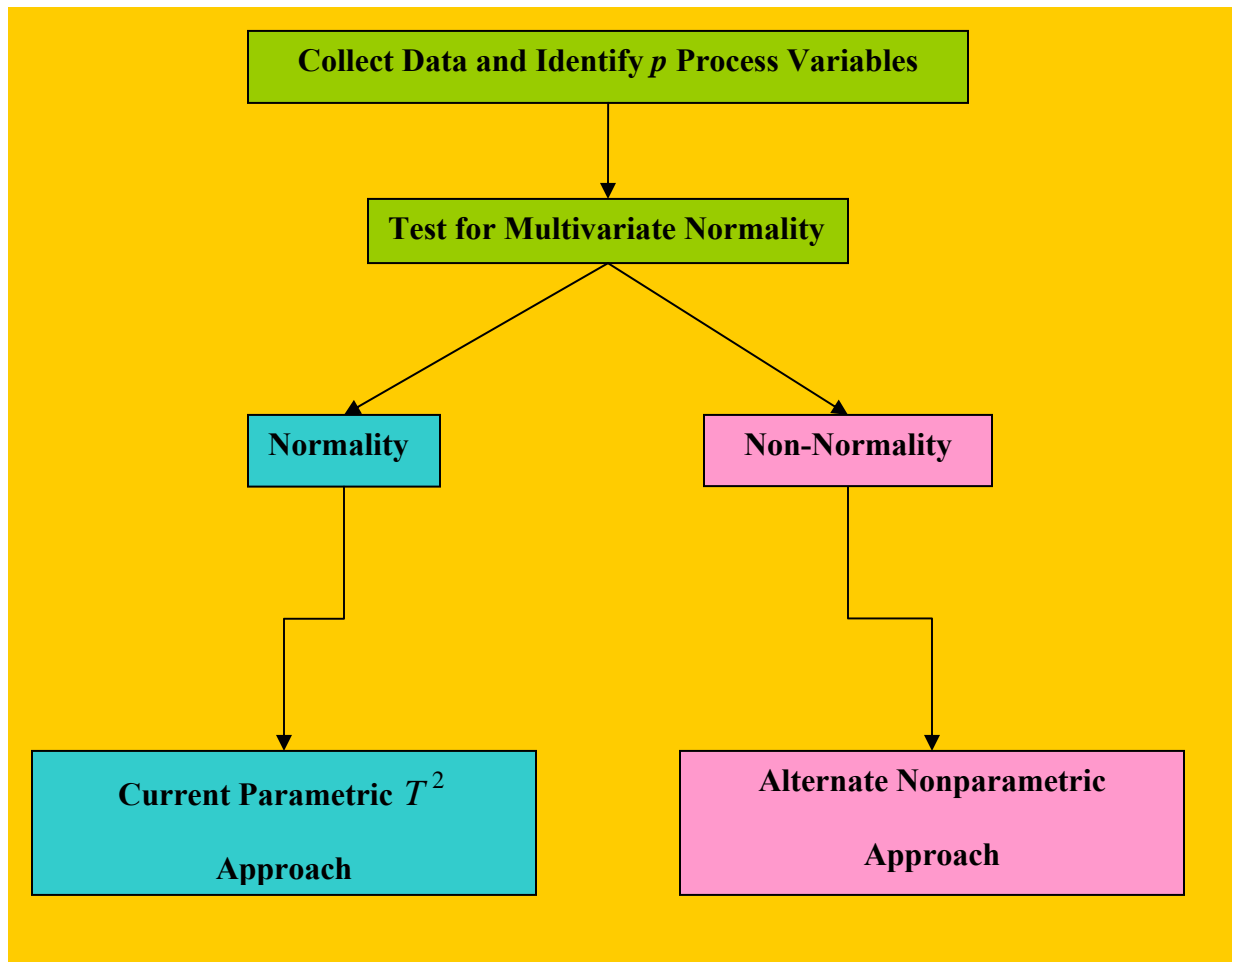 Collect Data and Identify p Process Variables
Test for Multivariate Normality
Normality
Non-Normality
Current Parametric T²
Approach
Alternate Nonparametric
Approach